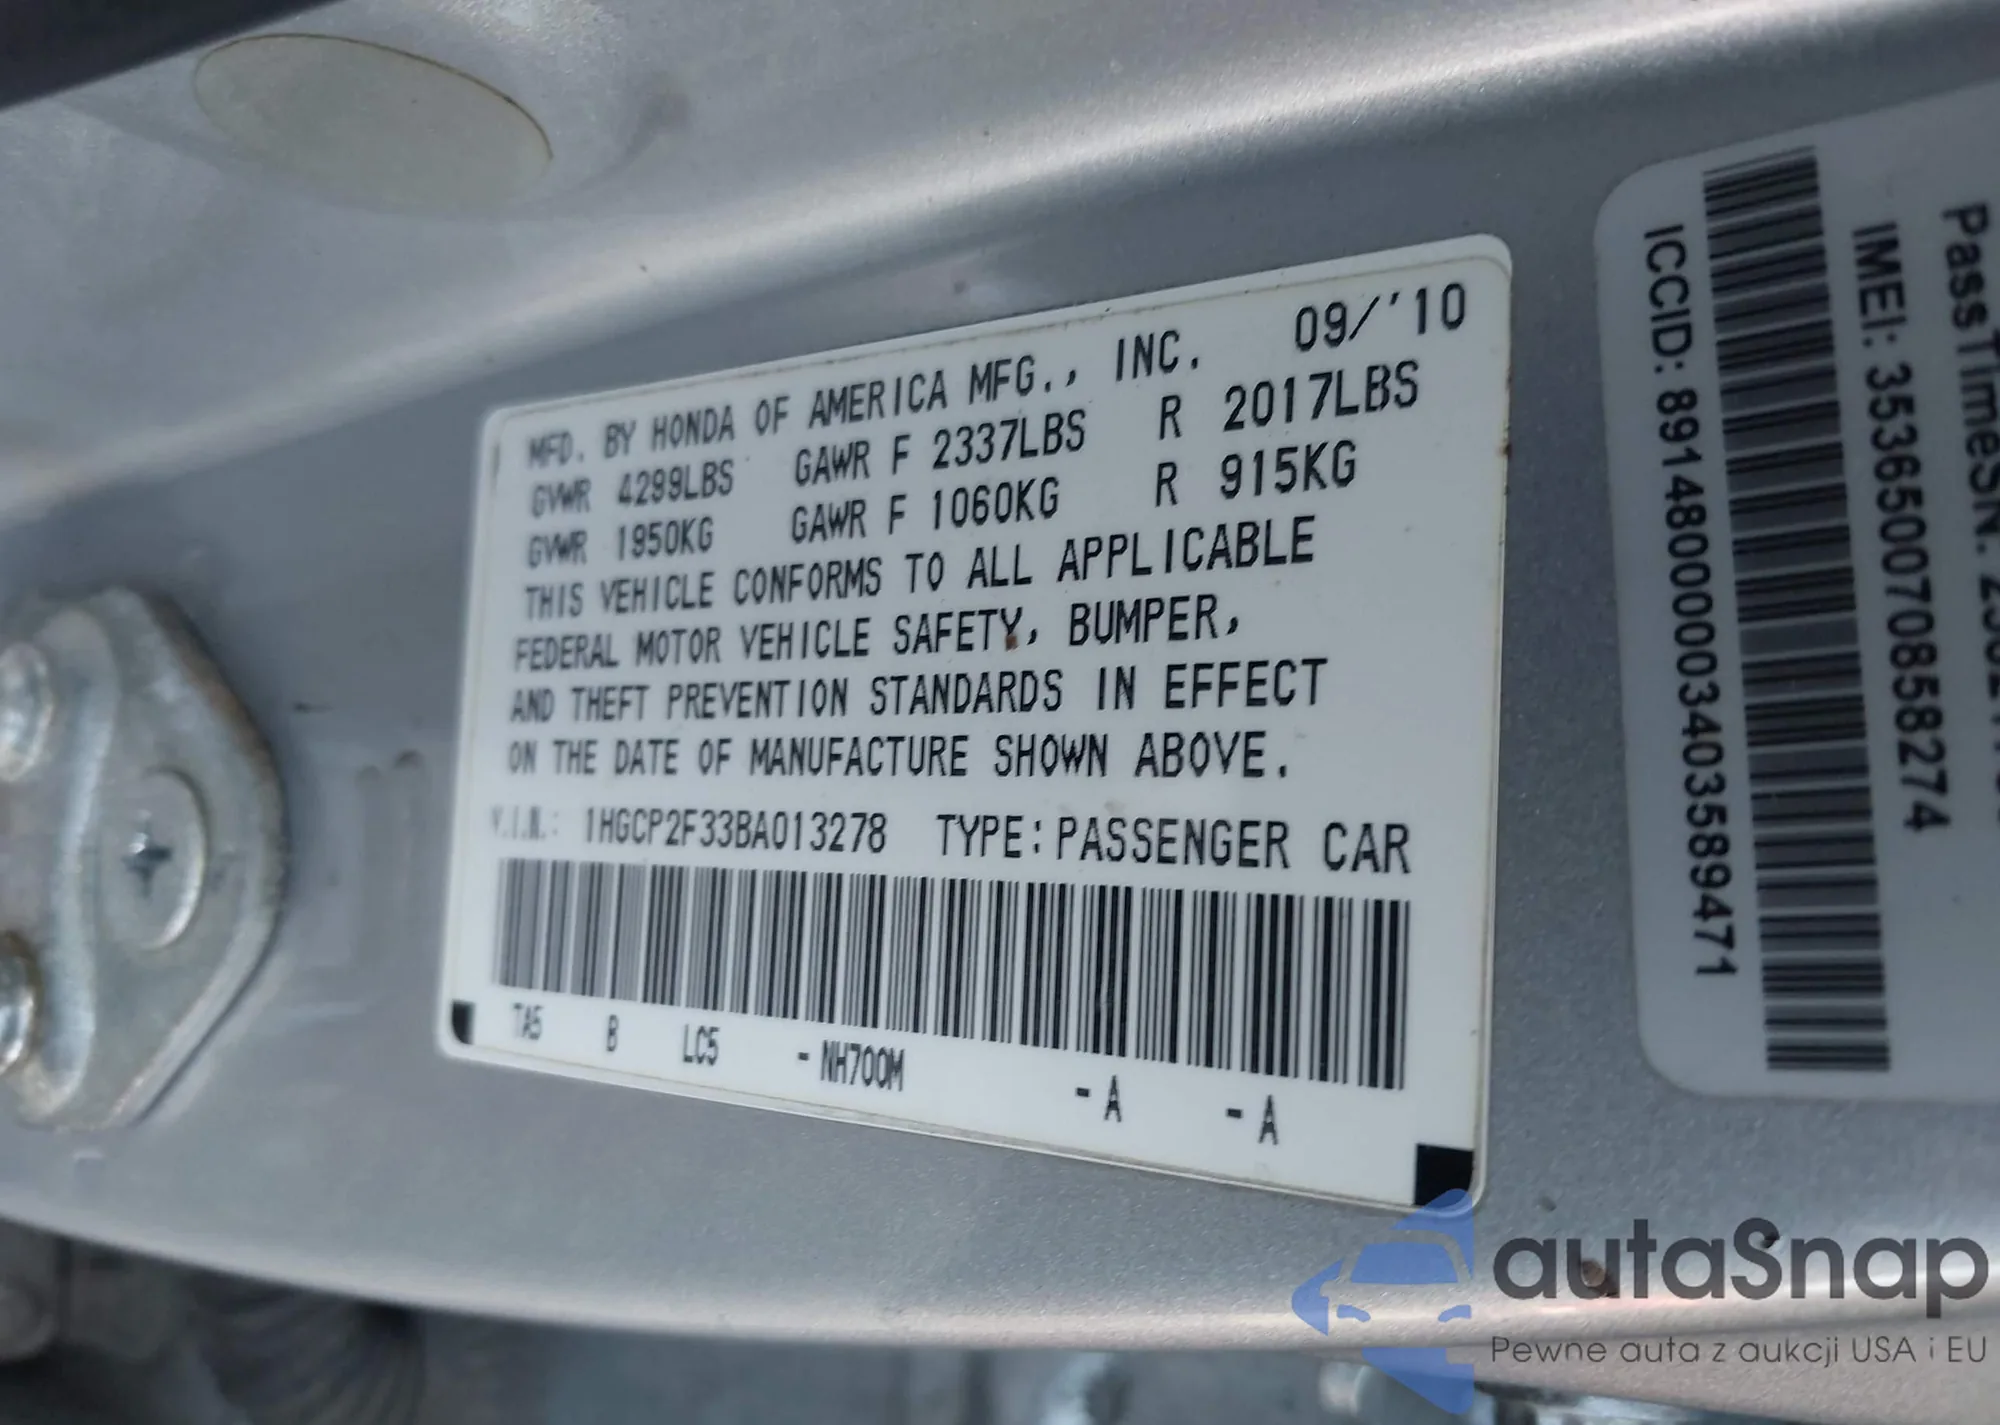 MFD. BY HONDA OF AMERICA MFG., INC. 09/'10
GVWR 4299LBS GAWR F 2337LBS R 2017LBS
GVWR 1950KG GAWR F 1060KG R 915KG
THIS VEHICLE CONFORMS TO ALL APPLICABLE
FEDERAL MOTOR VEHICLE SAFETY, BUMPER,
AND THEFT PREVENTION STANDARDS IN EFFECT
ON THE DATE OF MANUFACTURE SHOWN ABOVE.
V.I.N.: 1HGCP2F33BA013278 TYPE: PASSENGER CAR
TA5 B LC5 - NH700M - A - A
PassTimeSN:
IMEI: 353650070858274
ICCID: 89148000003403589471
autaSnap
Pewne auta z aukcji USA i EU